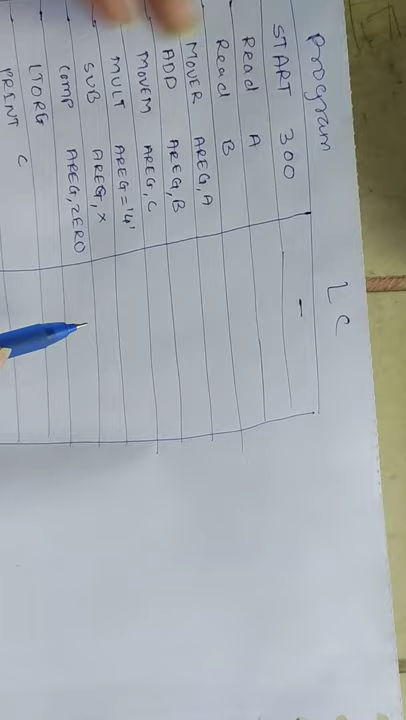 Program LC
START 300 -
Read A
Read B
MOVER AREG,A
ADD AREG,B
MOVEM AREG,C
MULT AREG='4'
SUB AREG,X
COMP AREG,ZERO
LTORG
PRINT C